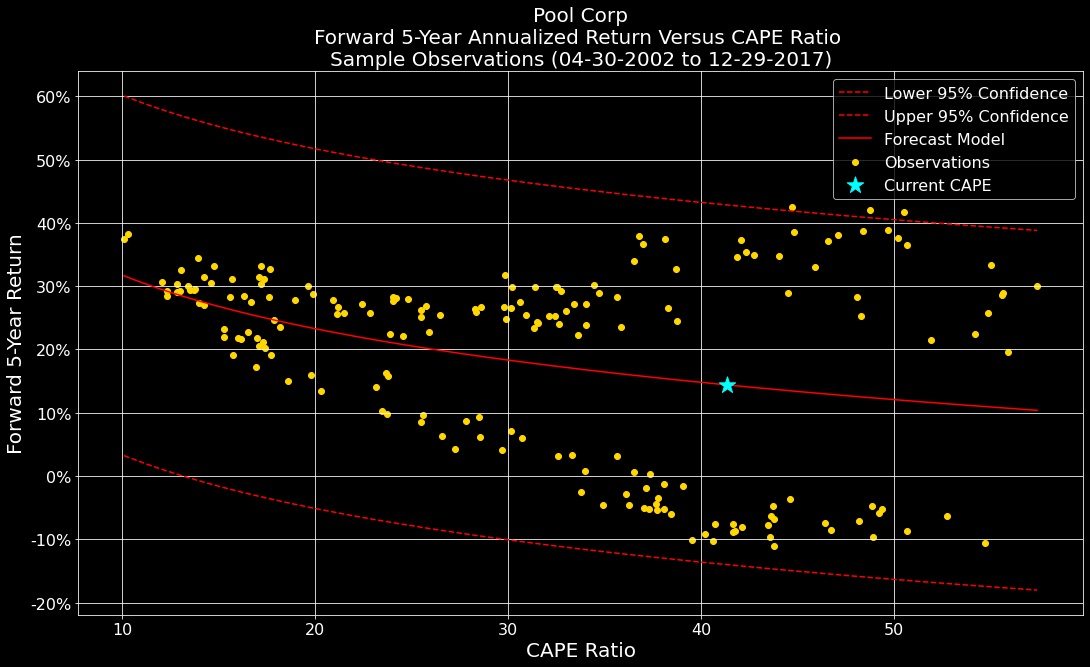 Pool Corp
Forward 5-Year Annualized Return Versus CAPE Ratio
Sample Observations (04-30-2002 to 12-29-2017)
Lower 95% Confidence
Upper 95% Confidence
Forecast Model
Observations
Current CAPE
Forward 5-Year Return
60%
50%
40%
30%
20%
10%
0%
-10%
-20%
10
20
30
40
50
CAPE Ratio